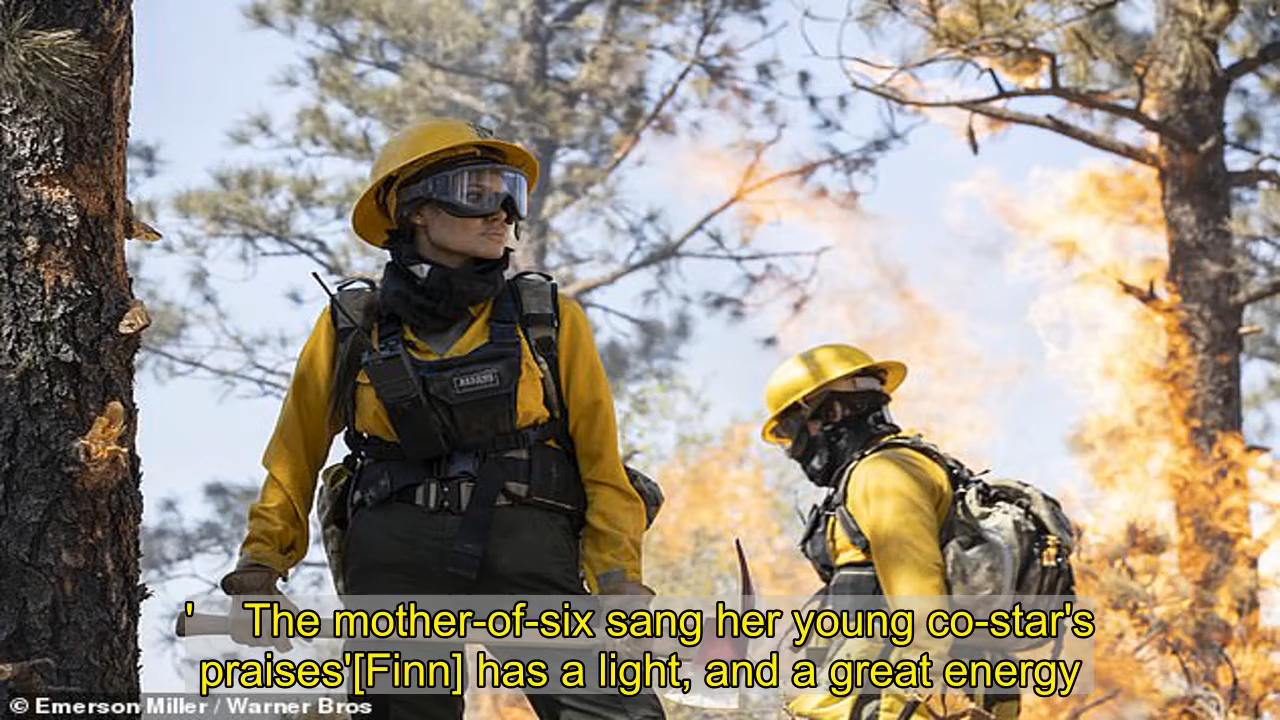 '     The mother-of-six sang her young co-star's
praises'[Finn] has a light, and a great energy
© Emerson Miller / Warner Bros